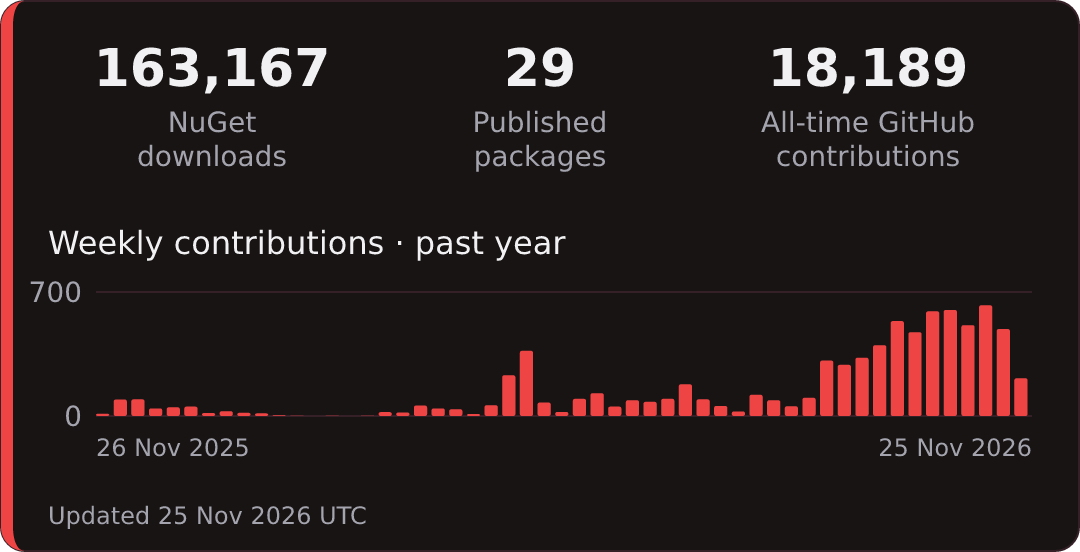 163,167
NuGet
downloads
29
Published
packages
18,189
All-time GitHub
contributions
Weekly contributions · past year
700
0
26 Nov 2025
25 Nov 2026
Updated 25 Nov 2026 UTC